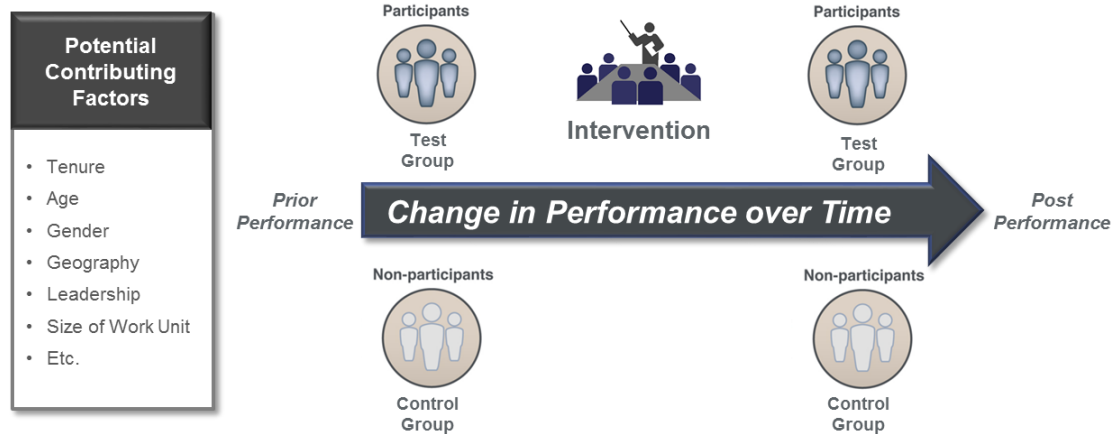 Potential
Contributing
Factors
• Tenure
• Age
• Gender
• Geography
• Leadership
• Size of Work Unit
• Etc.
Participants
Test
Group
Intervention
Participants
Test
Group
Prior
Performance
Change in Performance over Time
Post
Performance
Non-participants
Control
Group
Non-participants
Control
Group